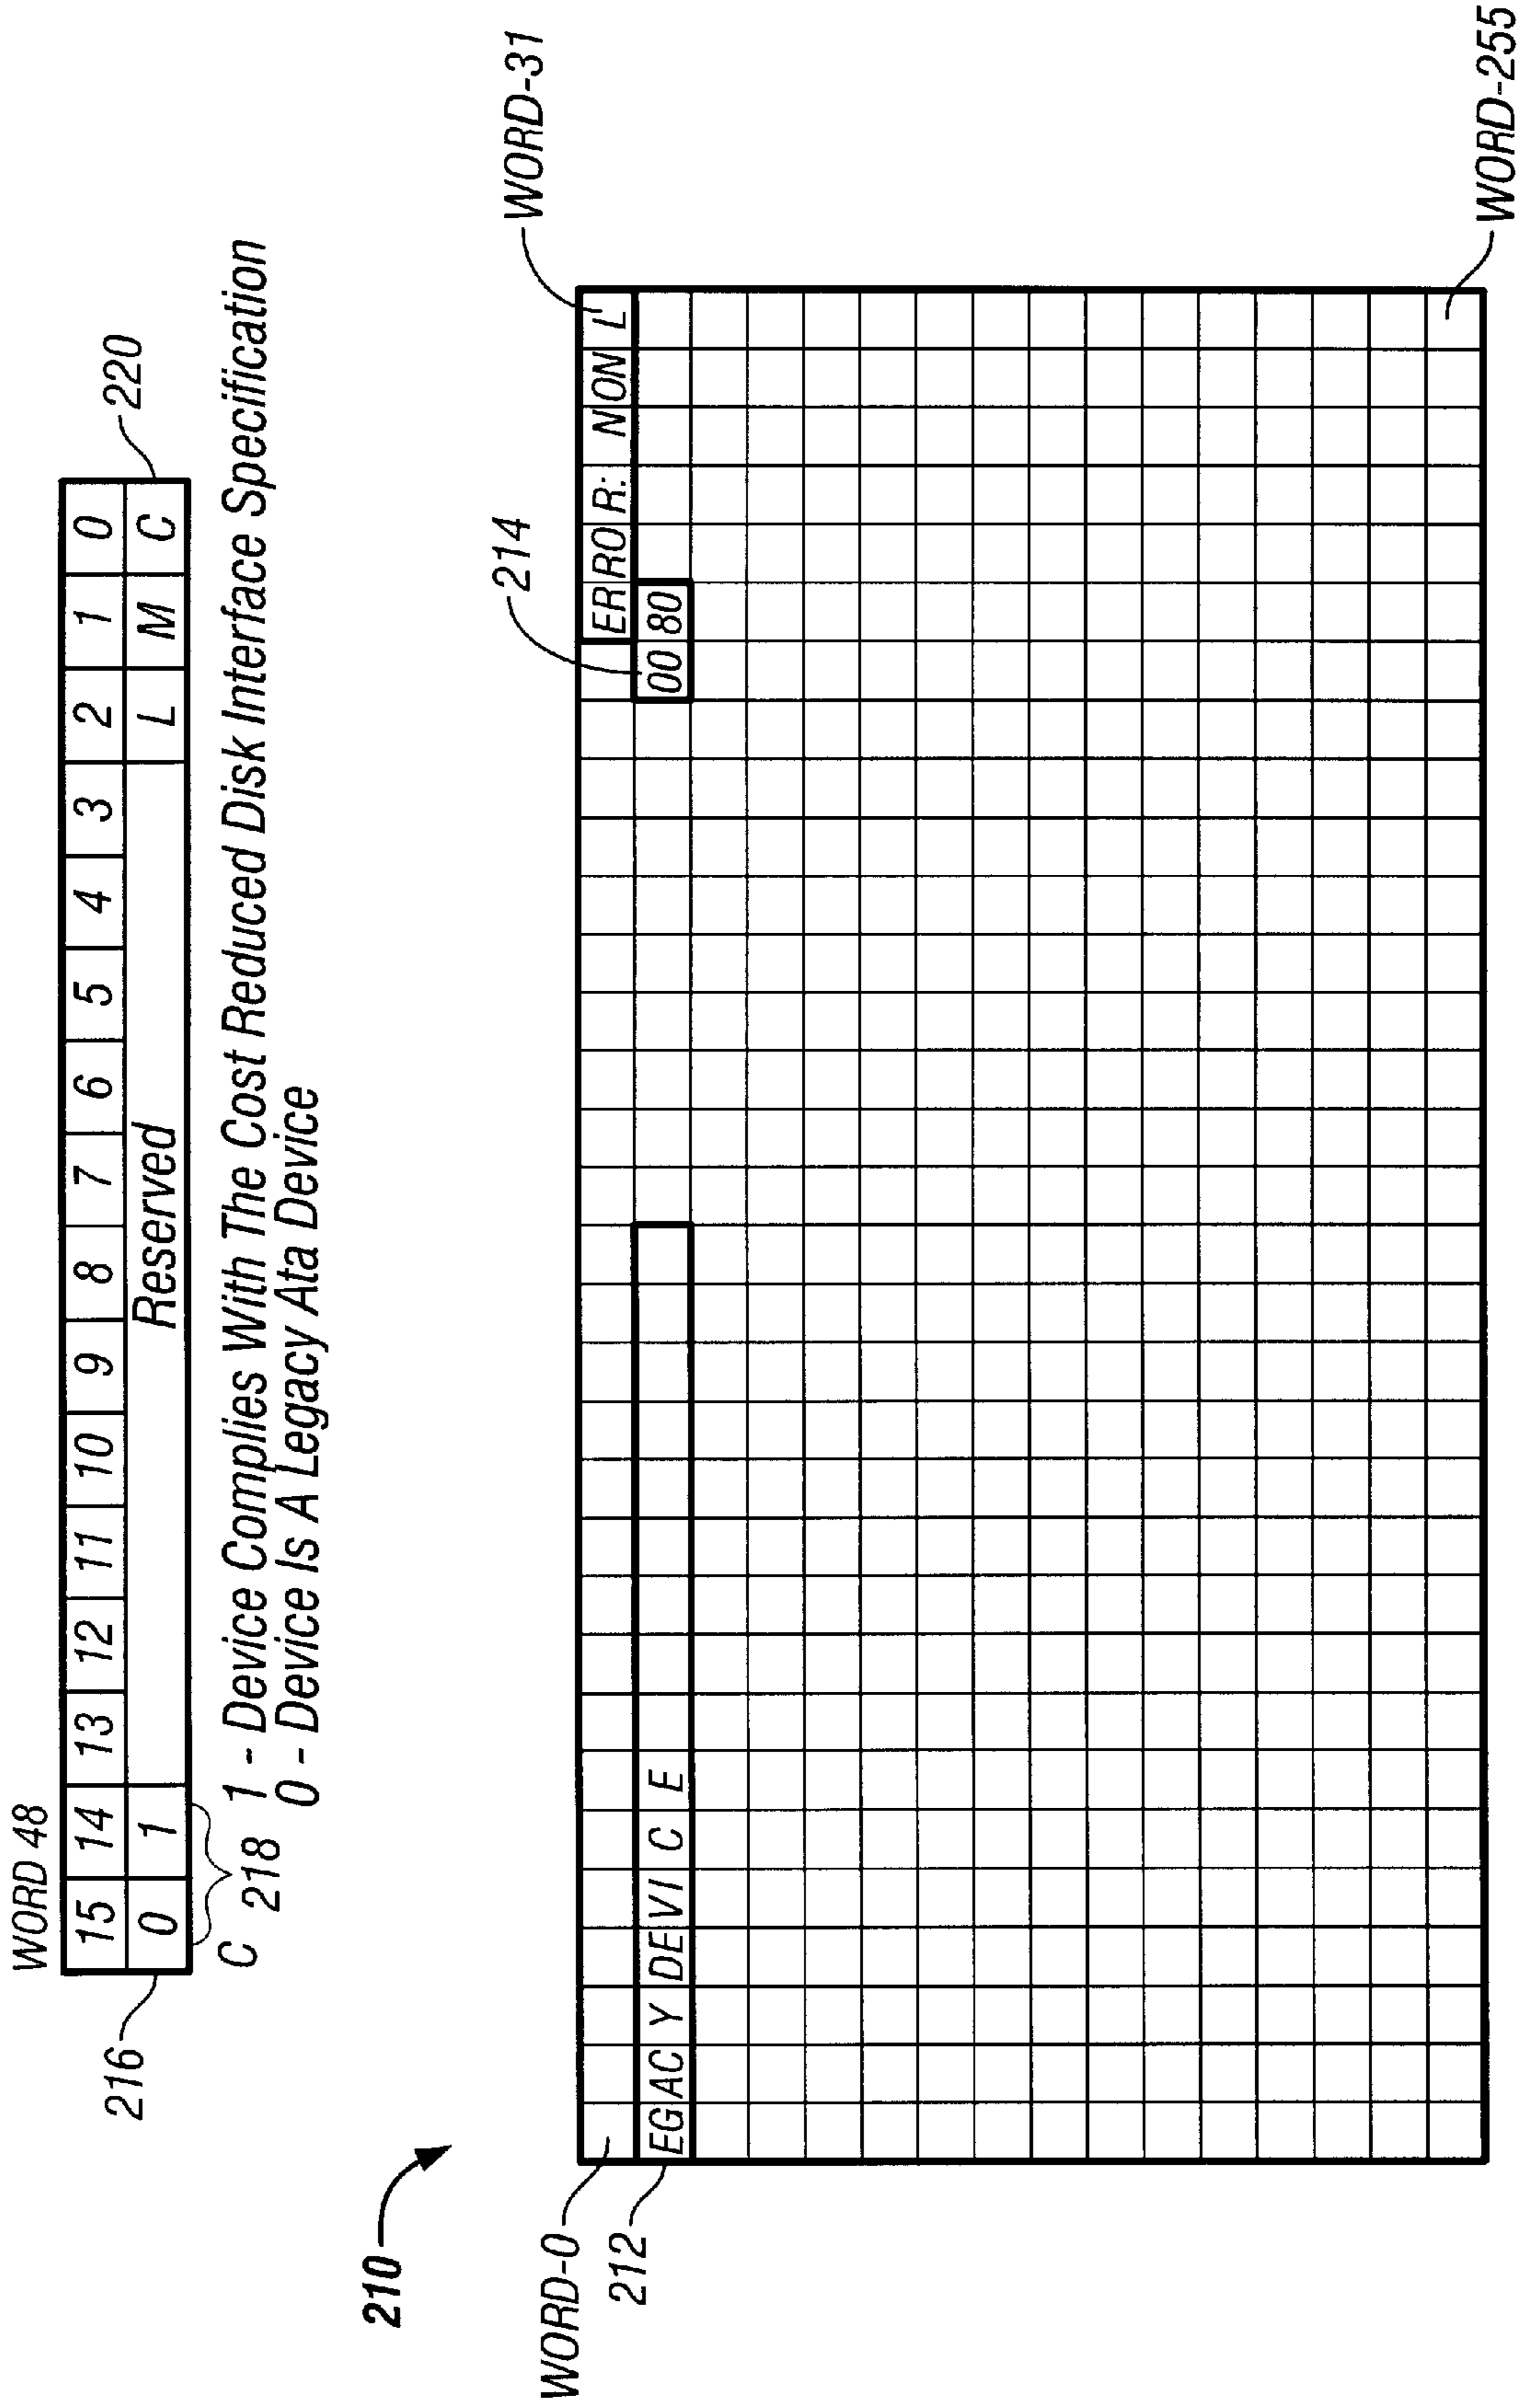 WORD 48
15 14 13 12 11 10 9 8 7 6 5 4 3 2 1 0
216 0 1 Reserved L M C 220
C 218 1 - Device Complies With The Cost Reduced Disk Interface Specification
0 - Device Is A Legacy Ata Device
210
WORD-0 214 WORD-31
ER RO R: N ON L
212 EG AC Y DE VI C E 00 80
WORD-255